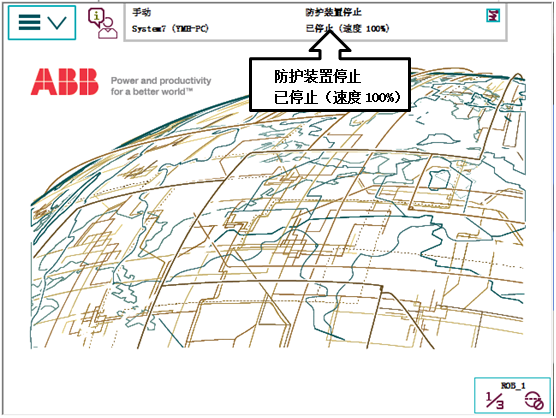 手动
防护装置停止
System7 (YMH-PC)
已停止 (速度 100%)
防护装置停止
已停止（速度 100%）
ABB
Power and productivity
for a better world™
ROB_1
1/3